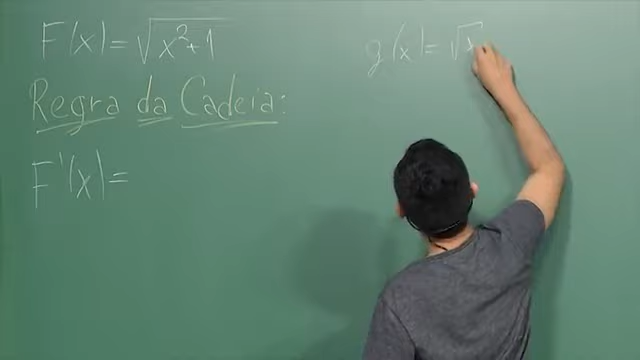 F(x) = √(x²+1)
g(x) = √x
Regra da Cadeia:
F'(x) =